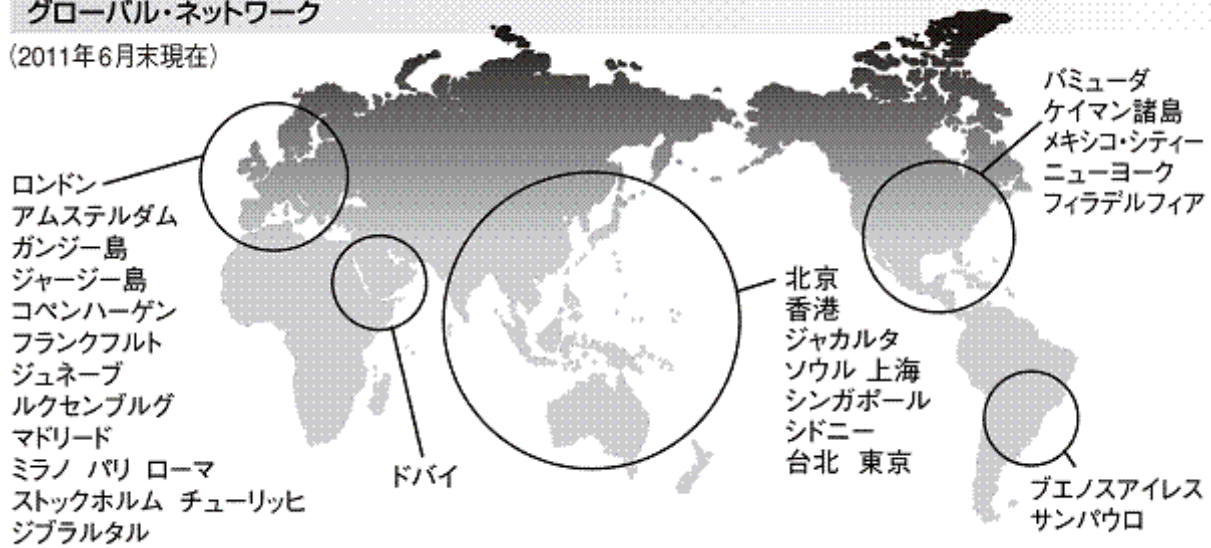 グローバル・ネットワーク
(2011年6月末現在)
ロンドン
アムステルダム
ガンジー島
ジャージー島
コペンハーゲン
フランクフルト
ジュネーブ
ルクセンブルグ
マドリード
ミラノ パリ ローマ
ストックホルム チューリッヒ
ジブラルタル
ドバイ
北京
香港
ジャカルタ
ソウル 上海
シンガポール
シドニー
台北 東京
バミューダ
ケイマン諸島
メキシコ・シティー
ニューヨーク
フィラデルフィア
ブエノスアイレス
サンパウロ